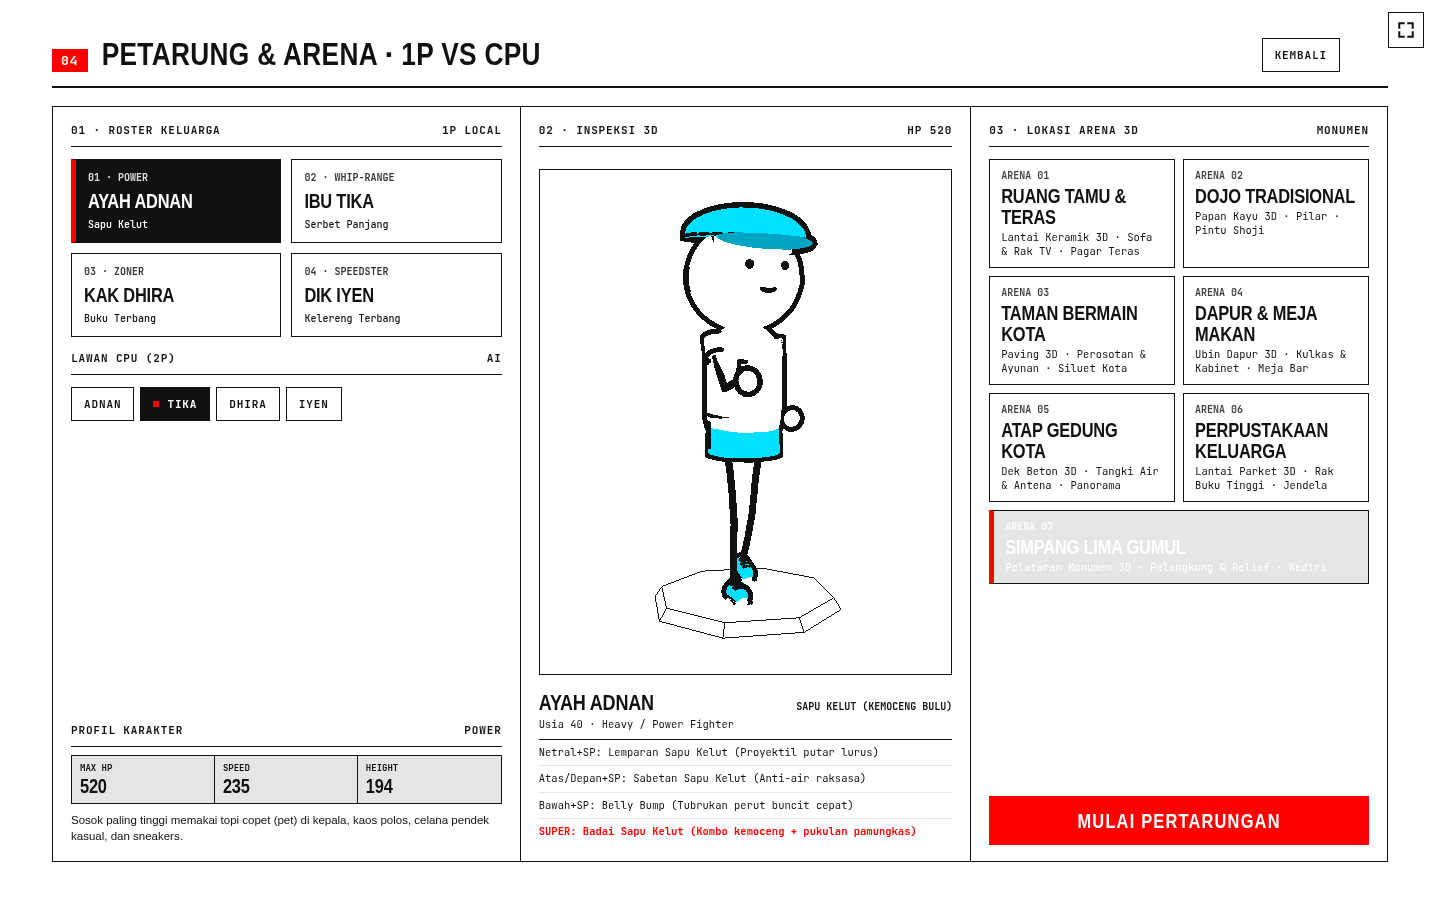 04 PETARUNG & ARENA · 1P VS CPU
KEMBALI
01 · ROSTER KELUARGA
1P LOCAL
01 · POWER
AYAH ADNAN
Sapu Kelut
02 · WHIP-RANGE
IBU TIKA
Serbet Panjang
03 · ZONER
KAK DHIRA
Buku Terbang
04 · SPEEDSTER
DIK IYEN
Kelereng Terbang
LAWAN CPU (2P)
AI
ADNAN
TIKA
DHIRA
IYEN
PROFIL KARAKTER
POWER
MAX HP
520
SPEED
235
HEIGHT
194
Sosok paling tinggi memakai topi copet (pet) di kepala, kaos polos, celana pendek
kasual, dan sneakers.
02 · INSPEKSI 3D
HP 520
AYAH ADNAN
SAPU KELUT (KEMOCENG BULU)
Usia 40 · Heavy / Power Fighter
Netral+SP: Lemparan Sapu Kelut (Proyektil putar lurus)
Atas/Depan+SP: Sabetan Sapu Kelut (Anti-air raksasa)
Bawah+SP: Belly Bump (Tubrukan perut buncit cepat)
SUPER: Badai Sapu Kelut (Kombo kemoceng + pukulan pamungkas)
03 · LOKASI ARENA 3D
MONUMEN
ARENA 01
RUANG TAMU &
TERAS
Lantai Keramik 3D · Sofa
& Rak TV · Pagar Teras
ARENA 02
DOJO TRADISIONAL
Papan Kayu 3D · Pilar ·
Pintu Shoji
ARENA 03
TAMAN BERMAIN
KOTA
Paving 3D · Perosotan &
Ayunan · Siluet Kota
ARENA 04
DAPUR & MEJA
MAKAN
Ubin Dapur 3D · Kulkas &
Kabinet · Meja Bar
ARENA 05
ATAP GEDUNG
KOTA
Dek Beton 3D · Tangki Air
& Antena · Panorama
ARENA 06
PERPUSTAKAAN
KELUARGA
Lantai Parket 3D · Rak
Buku Tinggi · Jendela
ARENA 07
SIMPANG LIMA GUMUL
Pelataran Monumen 3D · Pelengkung & Relief · Kediri
MULAI PERTARUNGAN